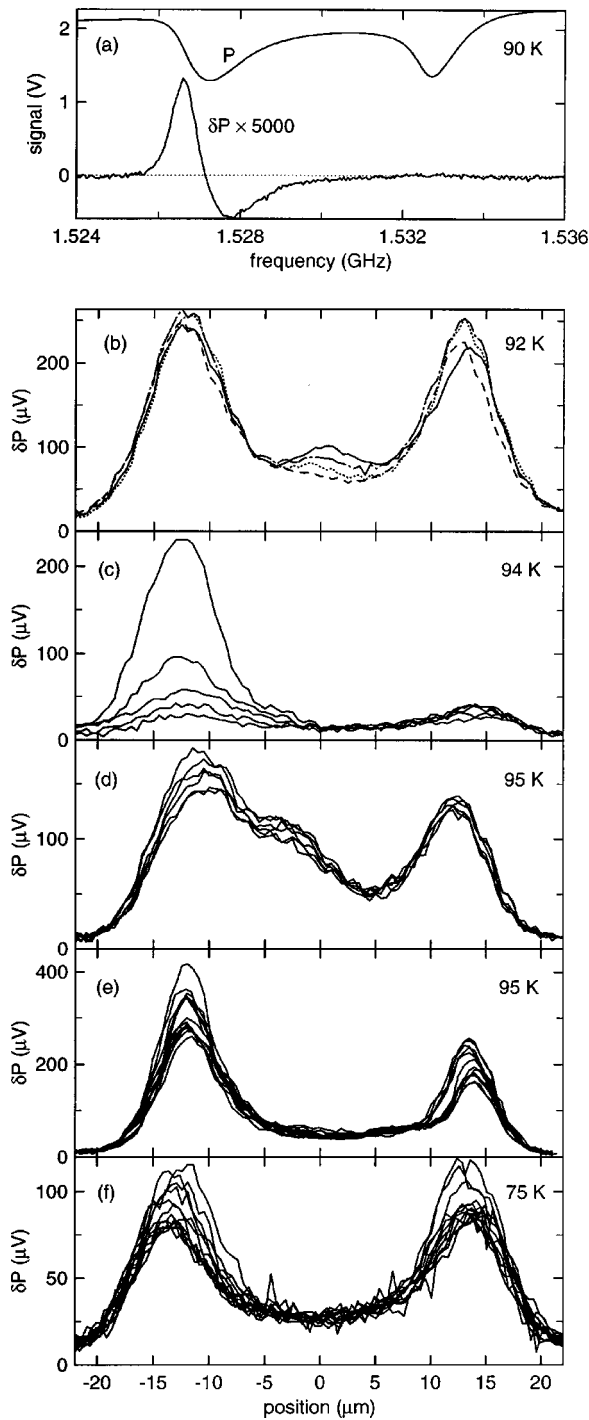 2
1
0
signal (V)
(a)
P
90 K
δP × 5000
1.524
1.528
1.532
1.536
frequency (GHz)
200
100
0
δP (μV)
(b)
92 K
200
100
0
δP (μV)
(c)
94 K
100
0
δP (μV)
(d)
95 K
400
200
0
δP (μV)
(e)
95 K
100
50
0
δP (μV)
(f)
75 K
-20
-15
-10
-5
0
5
10
15
20
position (μm)